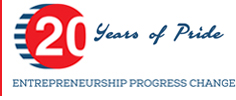 20 Years of Pride
ENTREPRENEURSHIP PROGRESS CHANGE